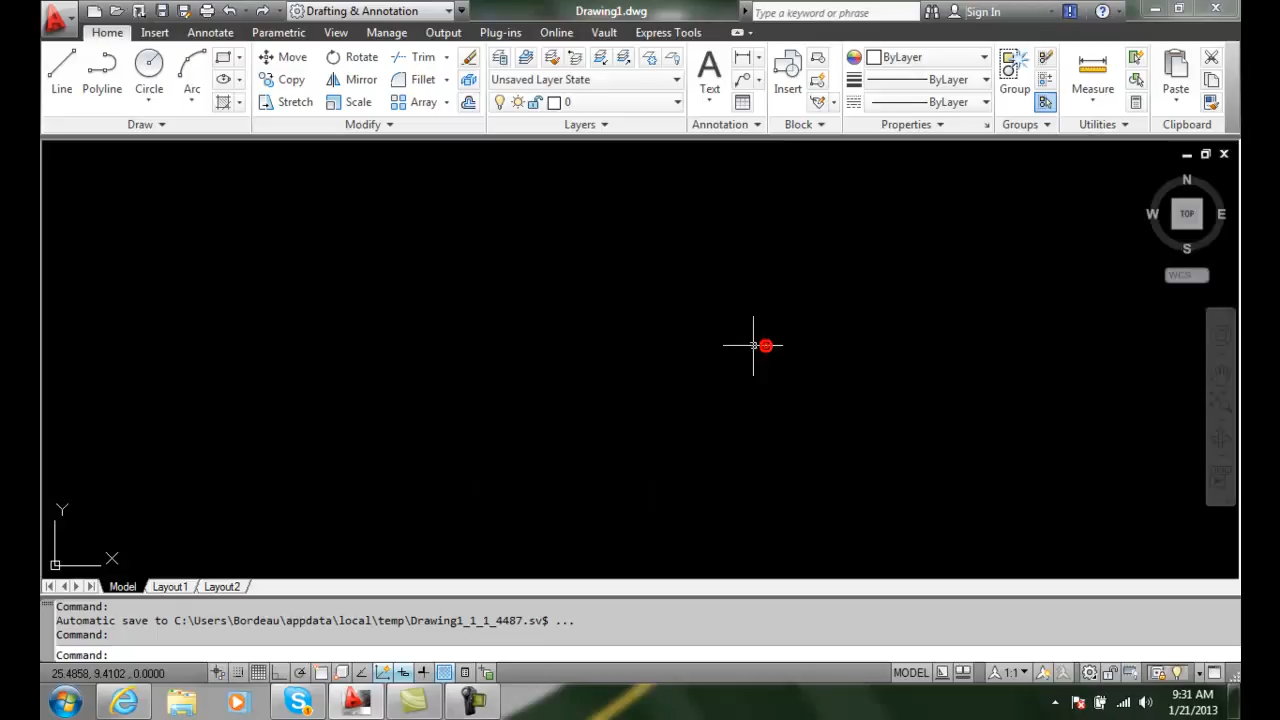 Drafting & Annotation
Drawing1.dwg
Type a keyword or phrase
Sign In
Home Insert Annotate Parametric View Manage Output Plug-ins Online Vault Express Tools
Line
Polyline
Circle
Arc
Draw
Move
Rotate
Trim
Copy
Mirror
Fillet
Stretch
Scale
Array
Modify
Unsaved Layer State
0
Layers
Text
Annotation
Insert
Block
ByLayer
ByLayer
ByLayer
Properties
Group
Groups
Measure
Utilities
Paste
Clipboard
N
W
TOP
E
S
WCS
Y
X
Model Layout1 Layout2
Command:
Automatic save to C:\Users\Bordeau\appdata\local\temp\Drawing1_1_1_4487.sv$ ...
Command:
Command:
25.4858, 9.4102, 0.0000
MODEL
1:1
9:31 AM
1/21/2013